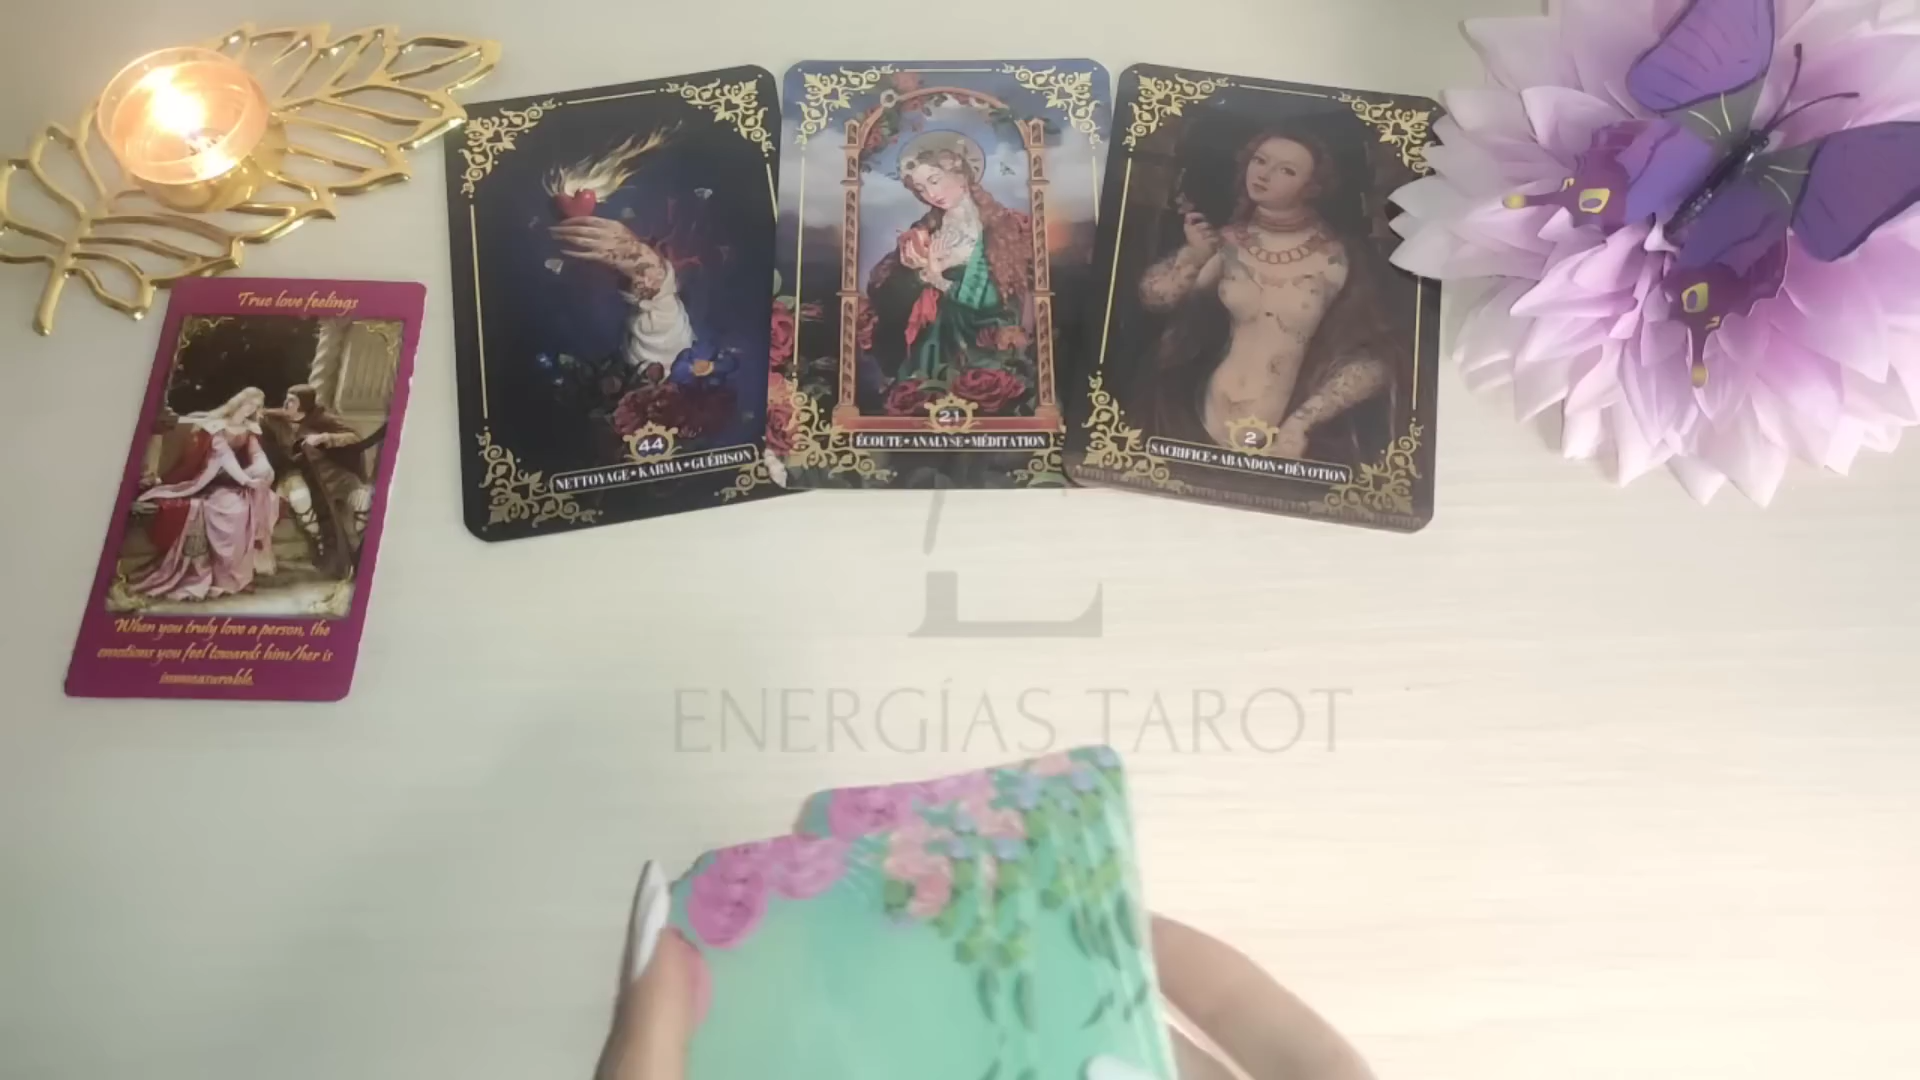 True love feelings
When you truly love a person, the
emotions you feel towards him/her is
immeasurable.
44
NETTOYAGE•KARMA•GUÉRISON
21
ÉCOUTE•ANALYSE•MÉDITATION
2
SACRIFICE•ABANDON•DÉVOTION
ENERGÍAS TAROT